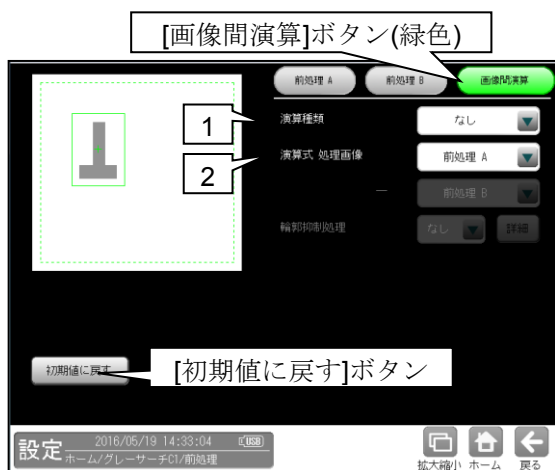 [画像間演算]ボタン(緑色)
前処理 A
前処理 B
画像間演算
1
演算種類
なし
2
演算式 処理画像
前処理 A
—
前処理 B
輪郭抑制処理
なし
詳細
初期値に戻す
[初期値に戻す]ボタン
設定
2016/05/19 14:33:04
USB
ホーム/グレーサーチC1/前処理
拡大縮小
ホーム
戻る